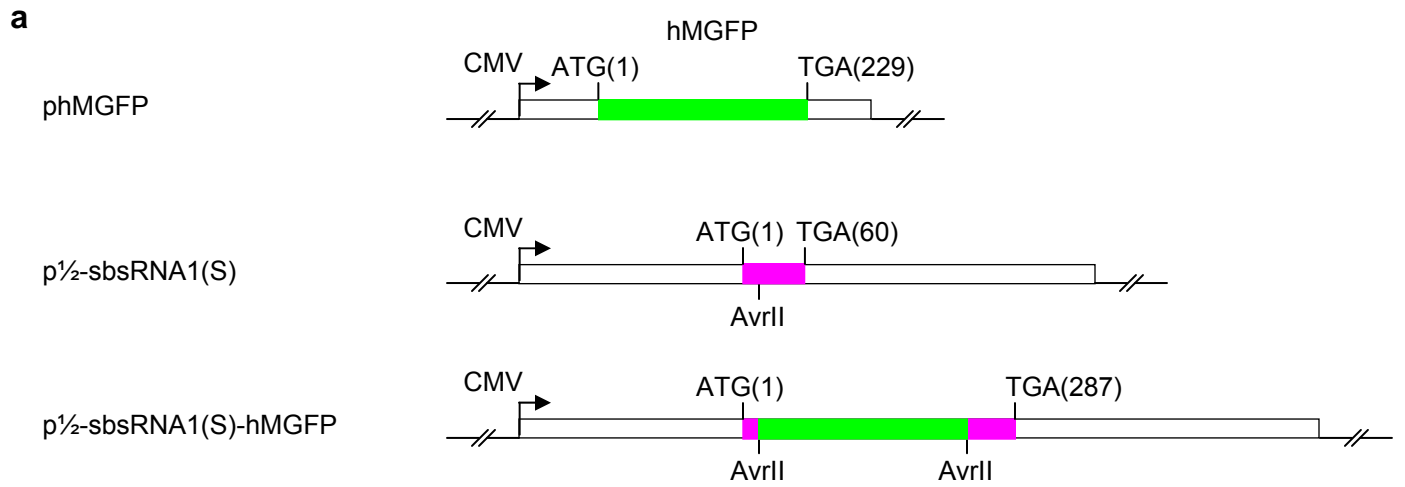 a
hMGFP
CMV ATG(1) TGA(229)
phMGFP
CMV ATG(1) TGA(60)
p½-sbsRNA1(S)
AvrII
CMV ATG(1) TGA(287)
p½-sbsRNA1(S)-hMGFP
AvrII AvrII